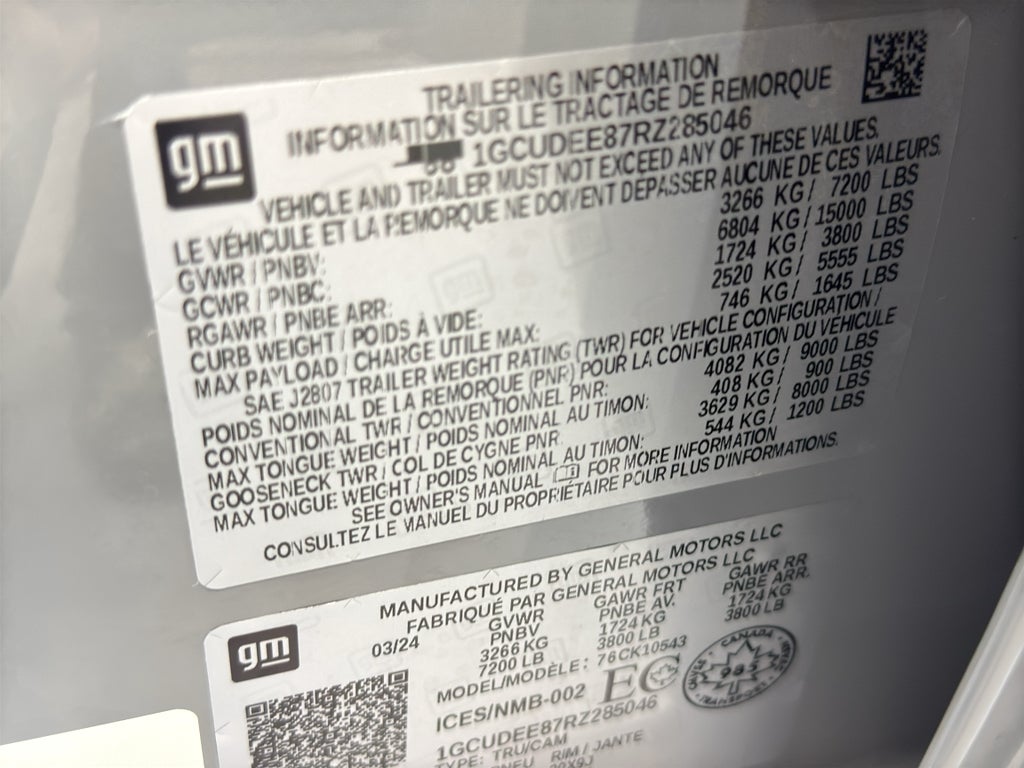 gm
TRAILERING INFORMATION
INFORMATION SUR LE TRACTAGE DE REMORQUE
1GCUDEE87RZ285046
VEHICLE AND TRAILER MUST NOT EXCEED ANY OF THESE VALUES.
LE VÉHICULE ET LA REMORQUE NE DOIVENT DÉPASSER AUCUNE DE CES VALEURS.
GVWR / PNBV: 3266 KG / 7200 LBS
GCWR / PNBC: 6804 KG / 15000 LBS
RGAWR / PNBE ARR: 1724 KG / 3800 LBS
CURB WEIGHT / POIDS À VIDE: 2520 KG / 5555 LBS
MAX PAYLOAD / CHARGE UTILE MAX: 746 KG / 1645 LBS
SAE J2807 TRAILER WEIGHT RATING (TWR) FOR VEHICLE CONFIGURATION /
POIDS NOMINAL DE LA REMORQUE (PNR) POUR LA CONFIGURATION DU VÉHICULE
CONVENTIONAL TWR / CONVENTIONNEL PNR: 4082 KG / 9000 LBS
MAX TONGUE WEIGHT / POIDS NOMINAL AU TIMON: 408 KG / 900 LBS
GOOSENECK TWR / COL DE CYGNE PNR 3629 KG / 8000 LBS
MAX TONGUE WEIGHT / POIDS NOMINAL AU TIMON: 544 KG / 1200 LBS
SEE OWNER'S MANUAL FOR MORE INFORMATION
CONSULTEZ LE MANUEL DU PROPRIÉTAIRE POUR PLUS D'INFORMATIONS.
gm
MANUFACTURED BY GENERAL MOTORS LLC
FABRIQUÉ PAR GENERAL MOTORS LLC
03/24 GVWR GAWR FRT GAWR RR
PNBV PNBE AV. PNBE ARR.
3266 KG 1724 KG 1724 KG
7200 LB 3800 LB 3800 LB
MODEL/MODÈLE: 76CK10543
ICES/NMB-002 EC
CANADA
985
TRANSPORT
1GCUDEE87RZ285046
TYPE: TRU/CAM
PNEU RIM / JANTE
20X9J